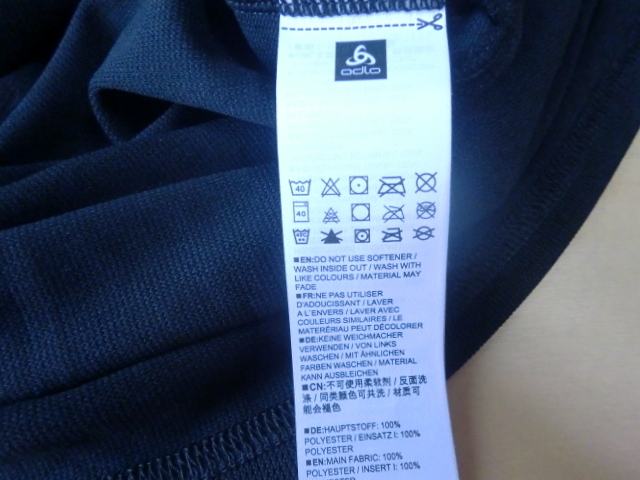 odlo
40
40
40C
■EN:DO NOT USE SOFTENER /
WASH INSIDE OUT / WASH WITH
LIKE COLOURS / MATERIAL MAY
FADE
■FR:NE PAS UTILISER
D'ADOUCISSANT / LAVER
A L'ENVERS / LAVER AVEC
COULEURS SIMILAIRES / LE
MATERÉRIAU PEUT DÉCOLORER
■DE:KEINE WEICHMACHER
VERWENDEN / VON LINKS
WASCHEN / MIT ÄHNLICHEN
FARBEN WASCHEN / MATERIAL
KANN AUSBLEICHEN
■CN:不可使用柔软剂 / 反面洗
涤 / 同类颜色可共洗 / 材质可
能会褪色
■DE:HAUPTSTOFF: 100%
POLYESTER / EINSATZ I: 100%
POLYESTER
■EN:MAIN FABRIC: 100%
POLYESTER / INSERT I: 100%